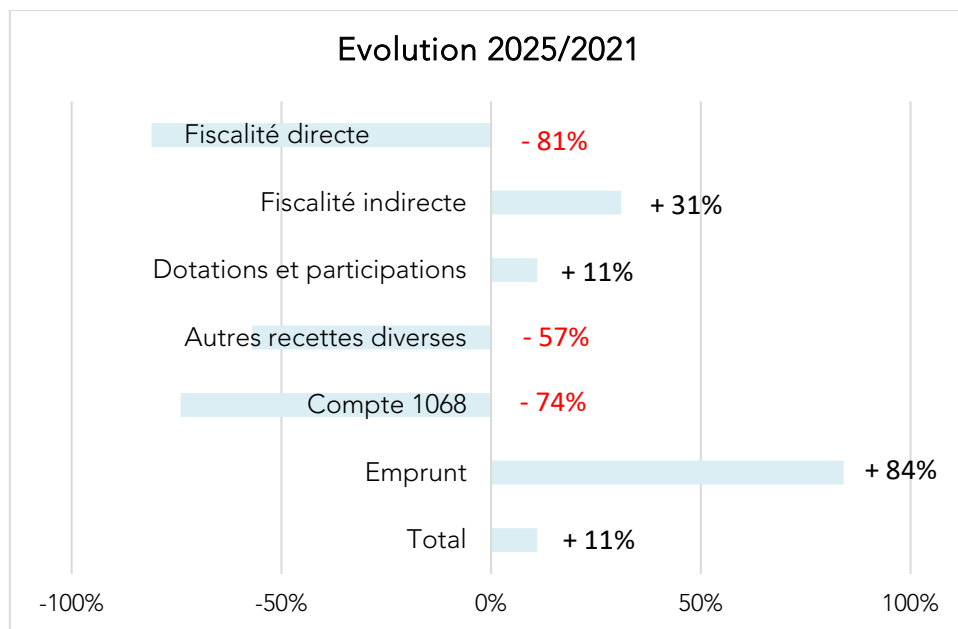 Evolution 2025/2021
Fiscalité directe - 81%
Fiscalité indirecte + 31%
Dotations et participations + 11%
Autres recettes diverses - 57%
Compte 1068 - 74%
Emprunt + 84%
Total + 11%
-100% -50% 0% 50% 100%